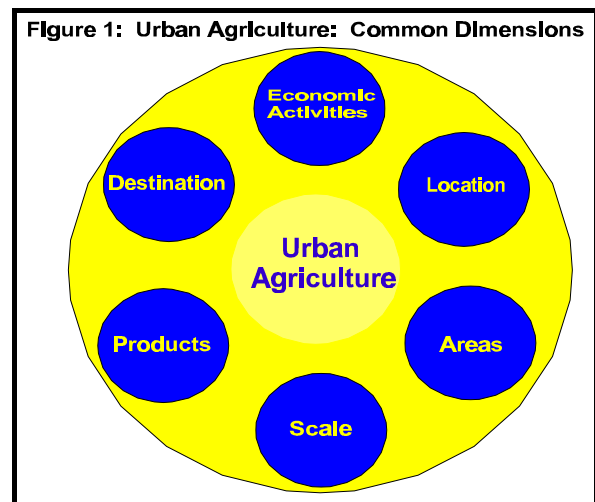 Figure 1: Urban Agriculture: Common Dimensions
Economic
Activities
Destination
Location
Urban
Agriculture
Products
Areas
Scale